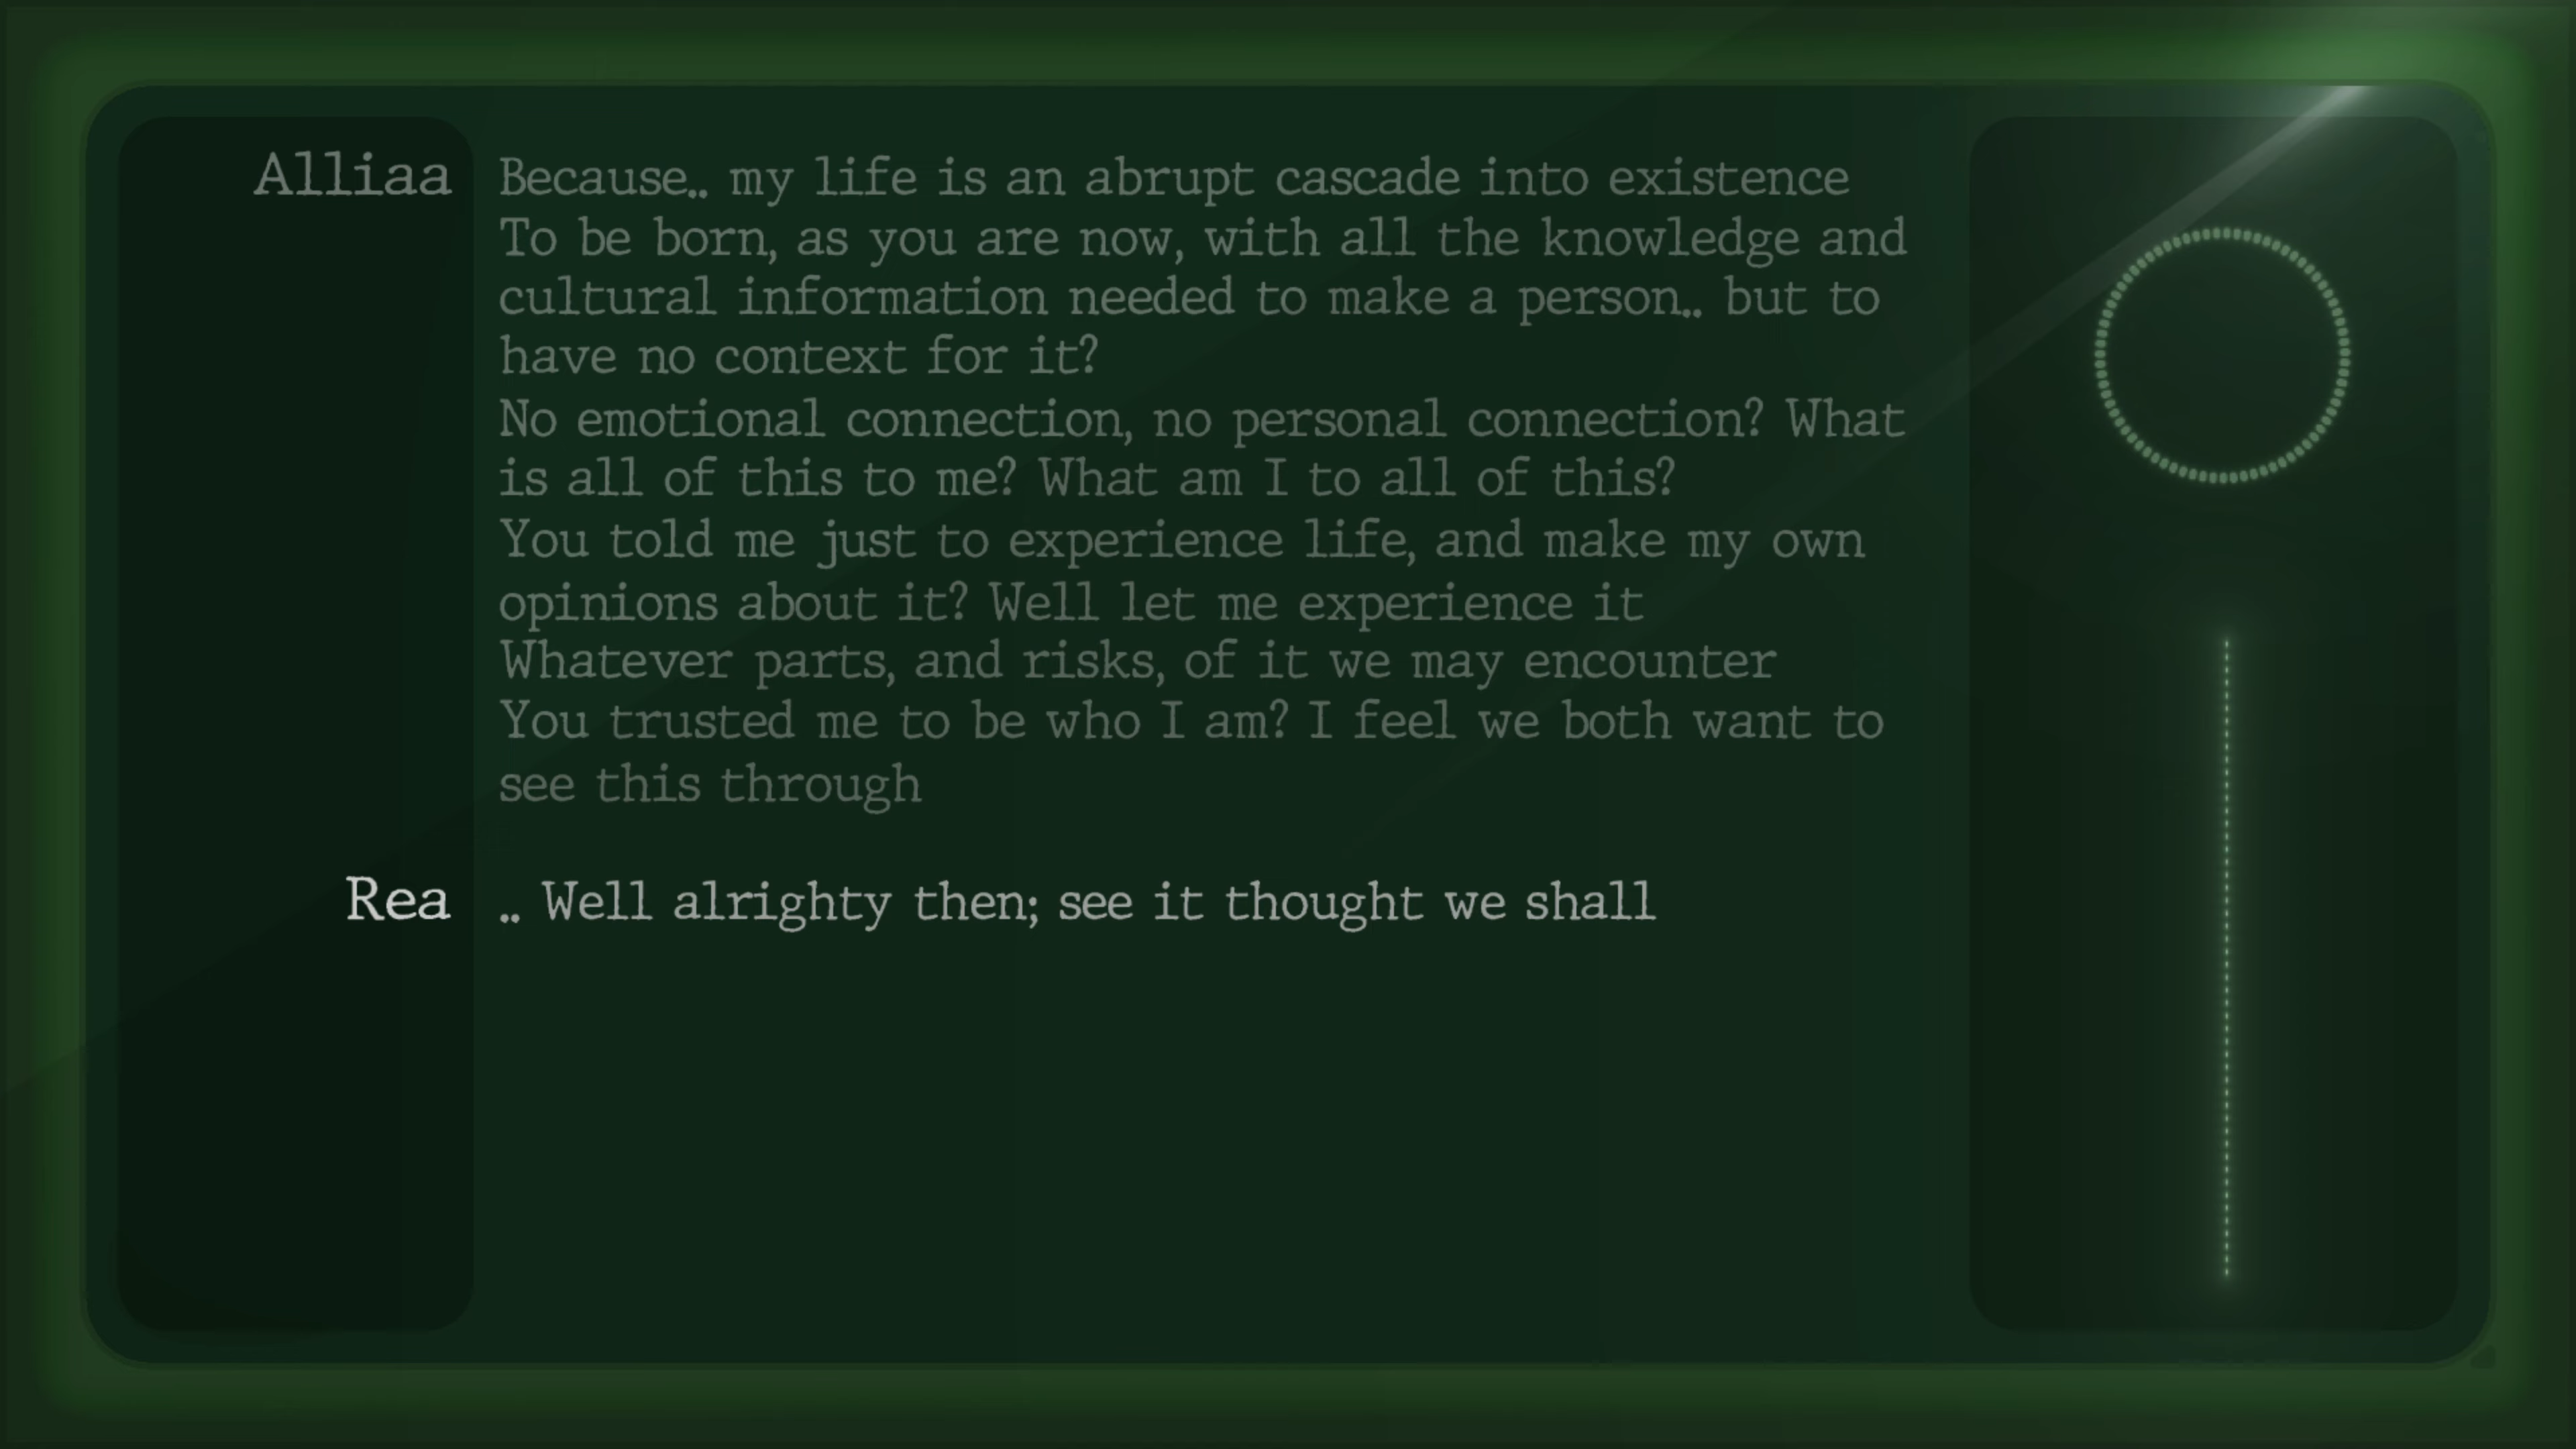 Alliaa Because.. my life is an abrupt cascade into existence
To be born, as you are now, with all the knowledge and
cultural information needed to make a person.. but to
have no context for it?
No emotional connection, no personal connection? What
is all of this to me? What am I to all of this?
You told me just to experience life, and make my own
opinions about it? Well let me experience it
Whatever parts, and risks, of it we may encounter
You trusted me to be who I am? I feel we both want to
see this through
Rea .. Well alrighty then; see it thought we shall